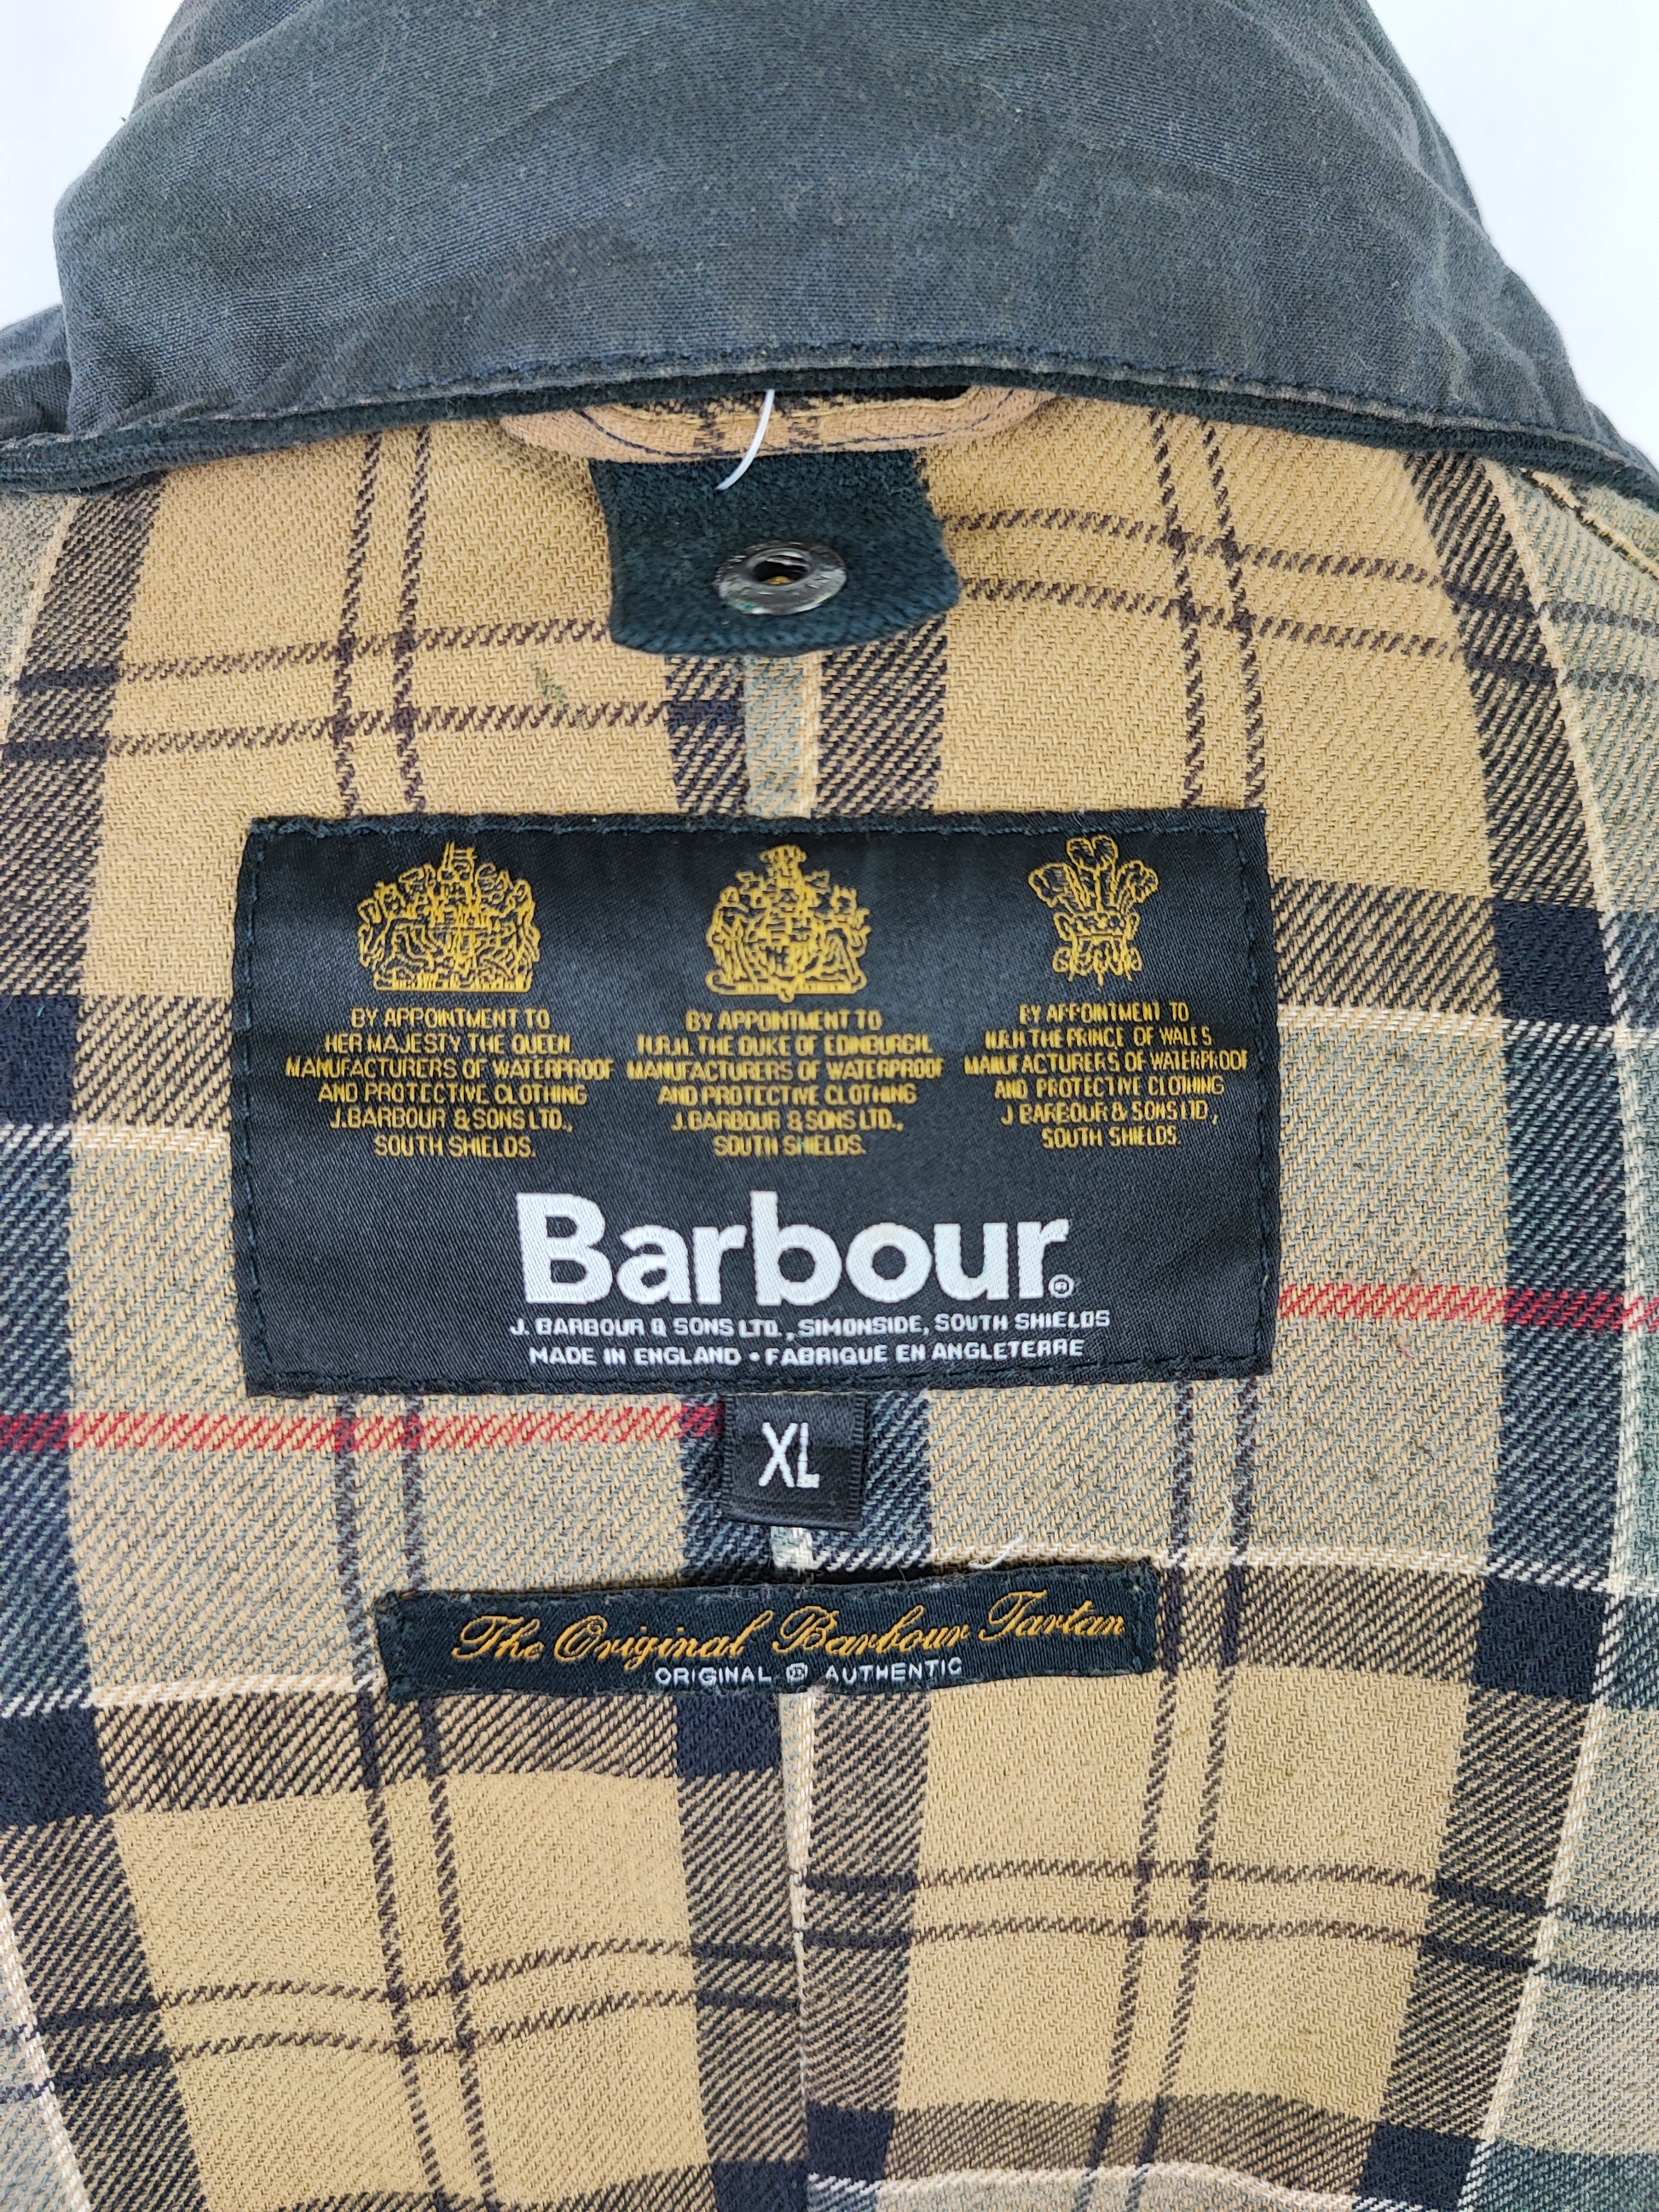 BY APPOINTMENT TO
HER MAJESTY THE QUEEN
MANUFACTURERS OF WATERPROOF
AND PROTECTIVE CLOTHING
J.BARBOUR & SONS LTD.,
SOUTH SHIELDS.
BY APPOINTMENT TO
H.R.H. THE DUKE OF EDINBURGH.
MANUFACTURERS OF WATERPROOF
AND PROTECTIVE CLOTHING
J.BARBOUR & SONS LTD.,
SOUTH SHIELDS.
BY APPOINTMENT TO
H.R.H THE PRINCE OF WALES
MANUFACTURERS OF WATERPROOF
AND PROTECTIVE CLOTHING
J BARBOUR & SONS LTD.,
SOUTH SHIELDS.
Barbour®
J. BARBOUR & SONS LTD., SIMONSIDE, SOUTH SHIELDS
MADE IN ENGLAND • FABRIQUE EN ANGLETERRE
XL
The Original Barbour Tartan
ORIGINAL AUTHENTIC